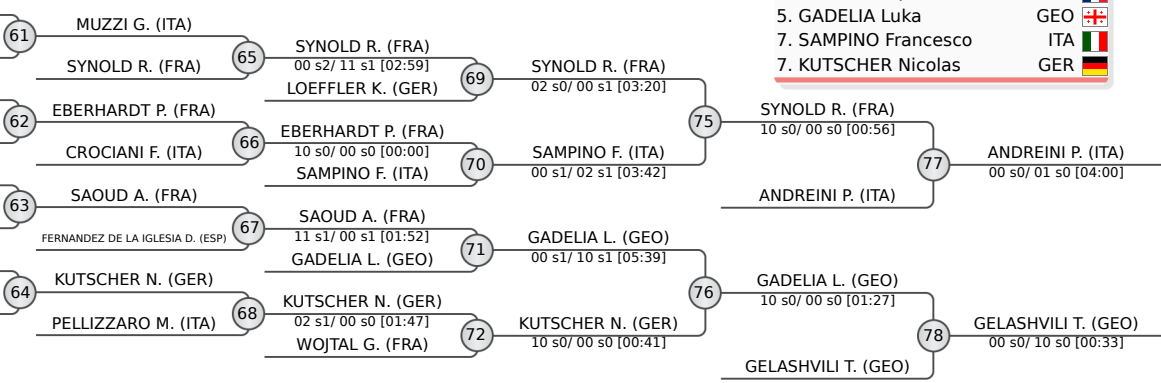 5. GADELIA Luka GEO
7. SAMPINO Francesco ITA
7. KUTSCHER Nicolas GER
61
MUZZI G. (ITA)
SYNOLD R. (FRA)
62
EBERHARDT P. (FRA)
CROCIANI F. (ITA)
63
SAOUD A. (FRA)
FERNANDEZ DE LA IGLESIA D. (ESP)
64
KUTSCHER N. (GER)
PELLIZZARO M. (ITA)
65
SYNOLD R. (FRA)
00 s2/ 11 s1 [02:59]
LOEFFLER K. (GER)
66
EBERHARDT P. (FRA)
10 s0/ 00 s0 [00:00]
SAMPINO F. (ITA)
67
SAOUD A. (FRA)
11 s1/ 00 s1 [01:52]
GADELIA L. (GEO)
68
KUTSCHER N. (GER)
02 s1/ 00 s0 [01:47]
WOJTAL G. (FRA)
69
SYNOLD R. (FRA)
02 s0/ 00 s1 [03:20]
70
SAMPINO F. (ITA)
00 s1/ 02 s1 [03:42]
71
GADELIA L. (GEO)
00 s1/ 10 s1 [05:39]
72
KUTSCHER N. (GER)
10 s0/ 00 s0 [00:41]
75
SYNOLD R. (FRA)
10 s0/ 00 s0 [00:56]
ANDREINI P. (ITA)
76
GADELIA L. (GEO)
10 s0/ 00 s0 [01:27]
GELASHVILI T. (GEO)
77
ANDREINI P. (ITA)
00 s0/ 01 s0 [04:00]
78
GELASHVILI T. (GEO)
00 s0/ 10 s0 [00:33]